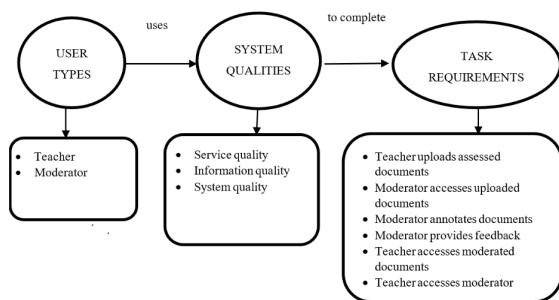 uses
to complete
USER
TYPES
SYSTEM
QUALITIES
TASK
REQUIREMENTS
• Teacher
• Moderator
• Service quality
• Information quality
• System quality
• Teacher uploads assessed
documents
• Moderator accesses uploaded
documents
• Moderator annotates documents
• Moderator provides feedback
• Teacher accesses moderated
documents
• Teacher accesses moderator